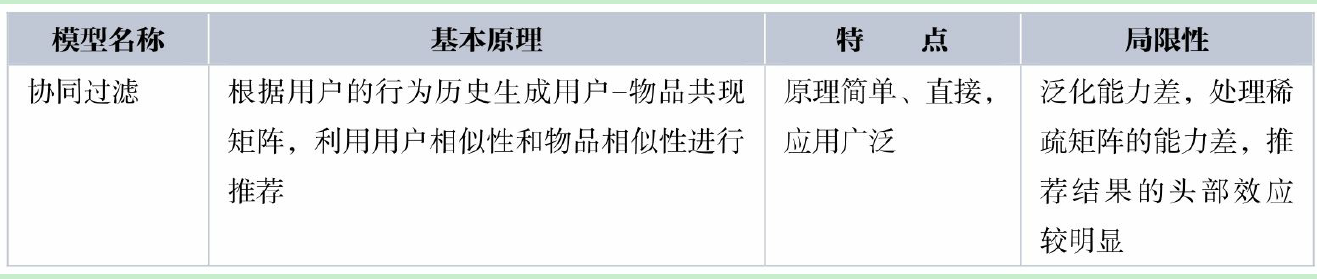 模型名称 基本原理 特 点 局限性
协同过滤 根据用户的行为历史生成用户-物品共现 原理简单、直接， 泛化能力差，处理稀
矩阵，利用用户相似性和物品相似性进行 应用广泛 疏矩阵的能力差，推
推荐 荐结果的头部效应
较明显